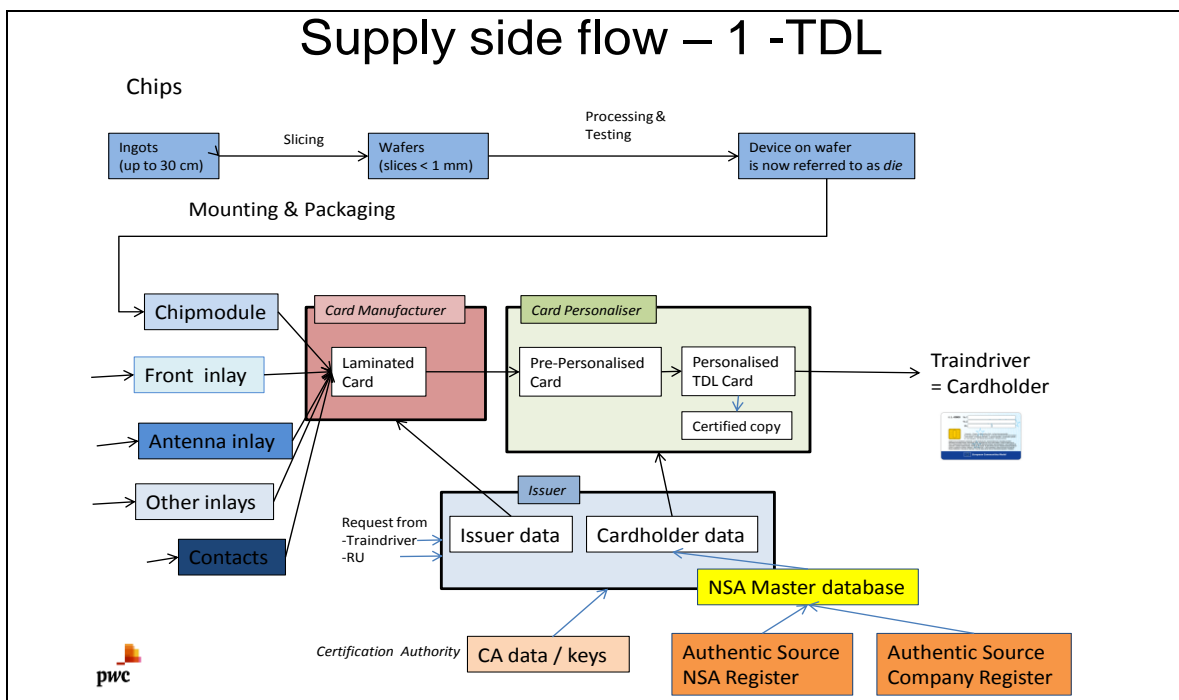 Supply side flow – 1 -TDL
Chips
Ingots
(up to 30 cm)
Slicing
Wafers
(slices < 1 mm)
Processing &
Testing
Device on wafer
is now referred to as die
Mounting & Packaging
Chipmodule
Front inlay
Antenna inlay
Other inlays
Contacts
Card Manufacturer
Laminated
Card
Card Personaliser
Pre-Personalised
Card
Personalised
TDL Card
Certified copy
Traindriver
= Cardholder
Issuer
Request from
-Traindriver
-RU
Issuer data
Cardholder data
NSA Master database
Certification Authority
CA data / keys
Authentic Source
NSA Register
Authentic Source
Company Register
pwc